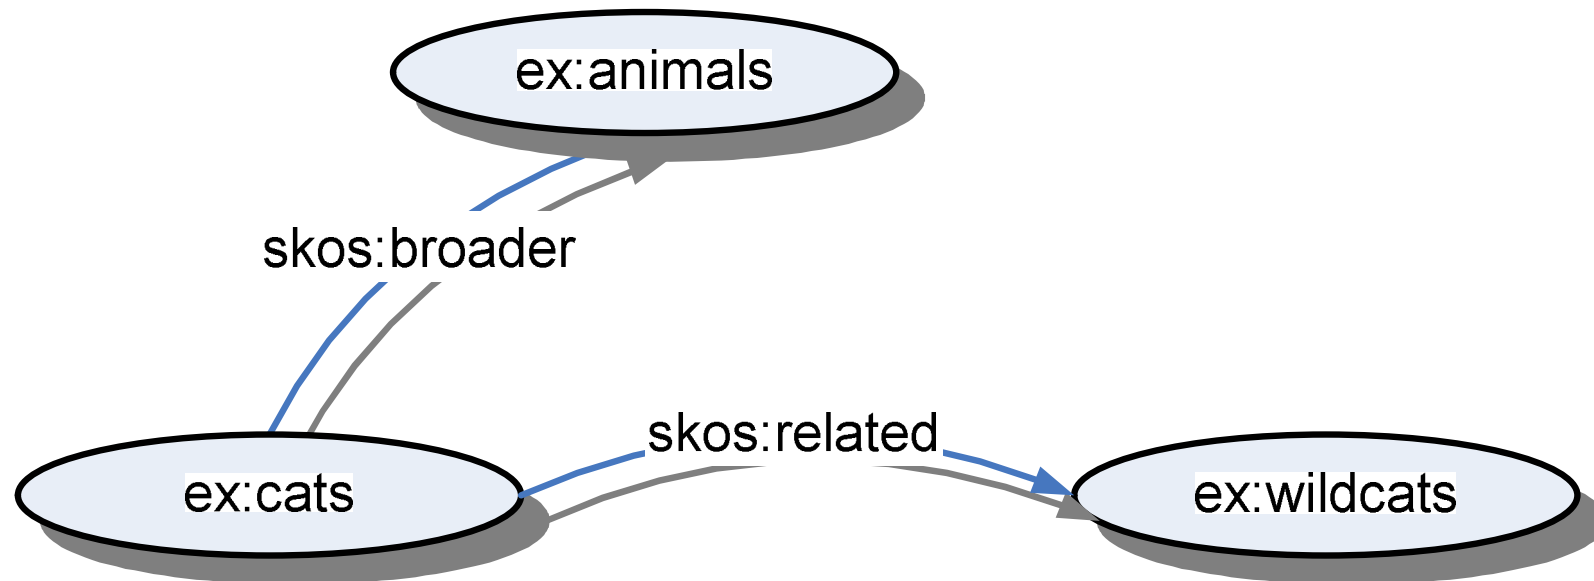 ex:animals
skos:broader
skos:related
ex:cats
ex:wildcats